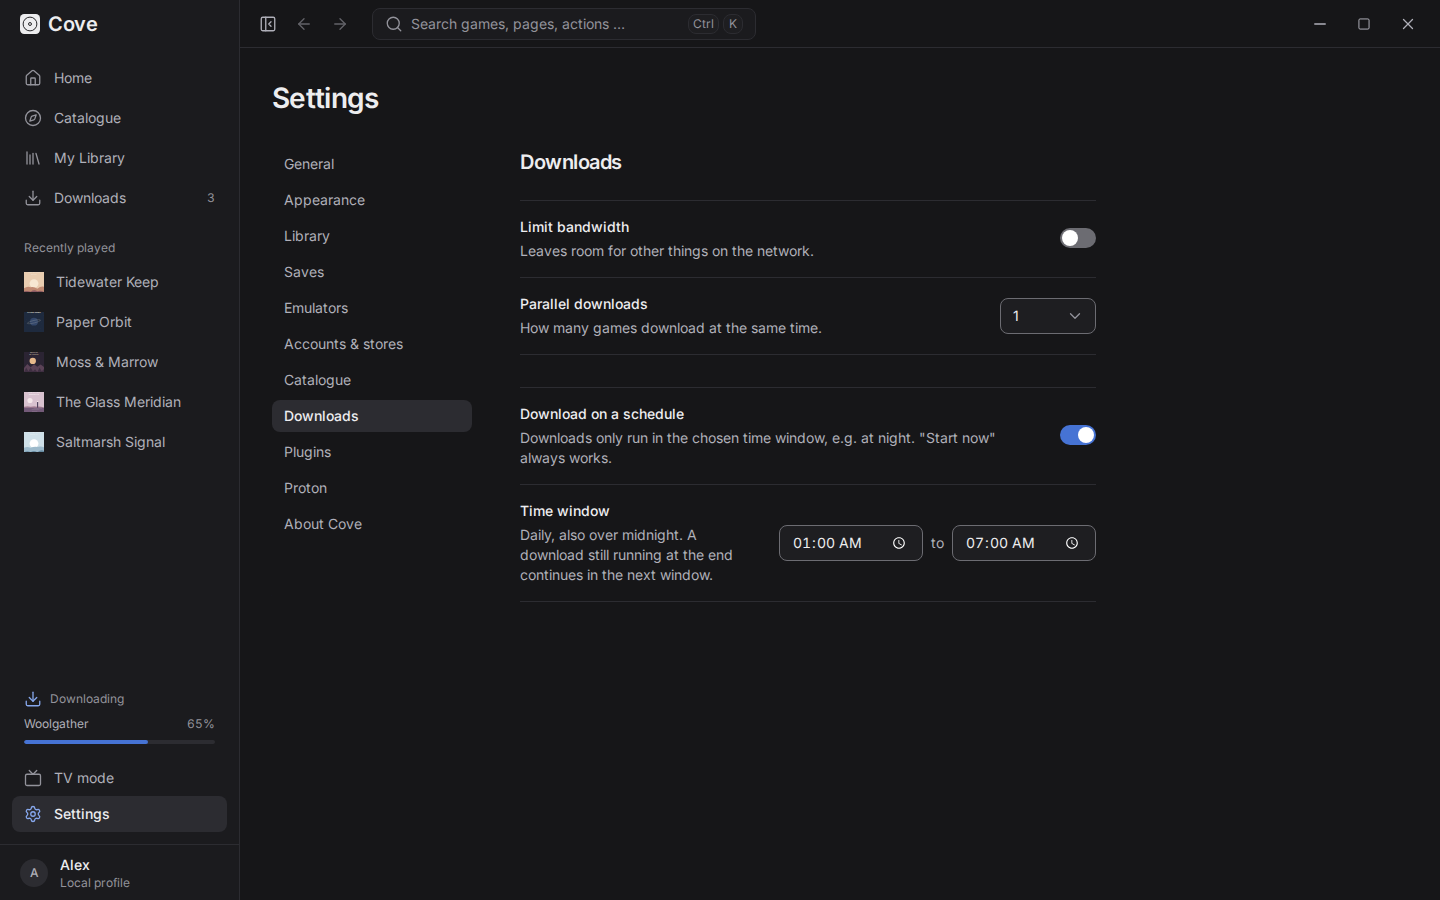 Cove
Search games, pages, actions ...
Ctrl
K
Home
Catalogue
My Library
Downloads
3
Recently played
Tidewater Keep
Paper Orbit
Moss & Marrow
The Glass Meridian
Saltmarsh Signal
Downloading
Woolgather
65%
TV mode
Settings
A
Alex
Local profile
Settings
General
Appearance
Library
Saves
Emulators
Accounts & stores
Catalogue
Downloads
Plugins
Proton
About Cove
Downloads
Limit bandwidth
Leaves room for other things on the network.
Parallel downloads
How many games download at the same time.
1
Download on a schedule
Downloads only run in the chosen time window, e.g. at night. "Start now"
always works.
Time window
Daily, also over midnight. A
download still running at the end
continues in the next window.
01:00 AM
to
07:00 AM